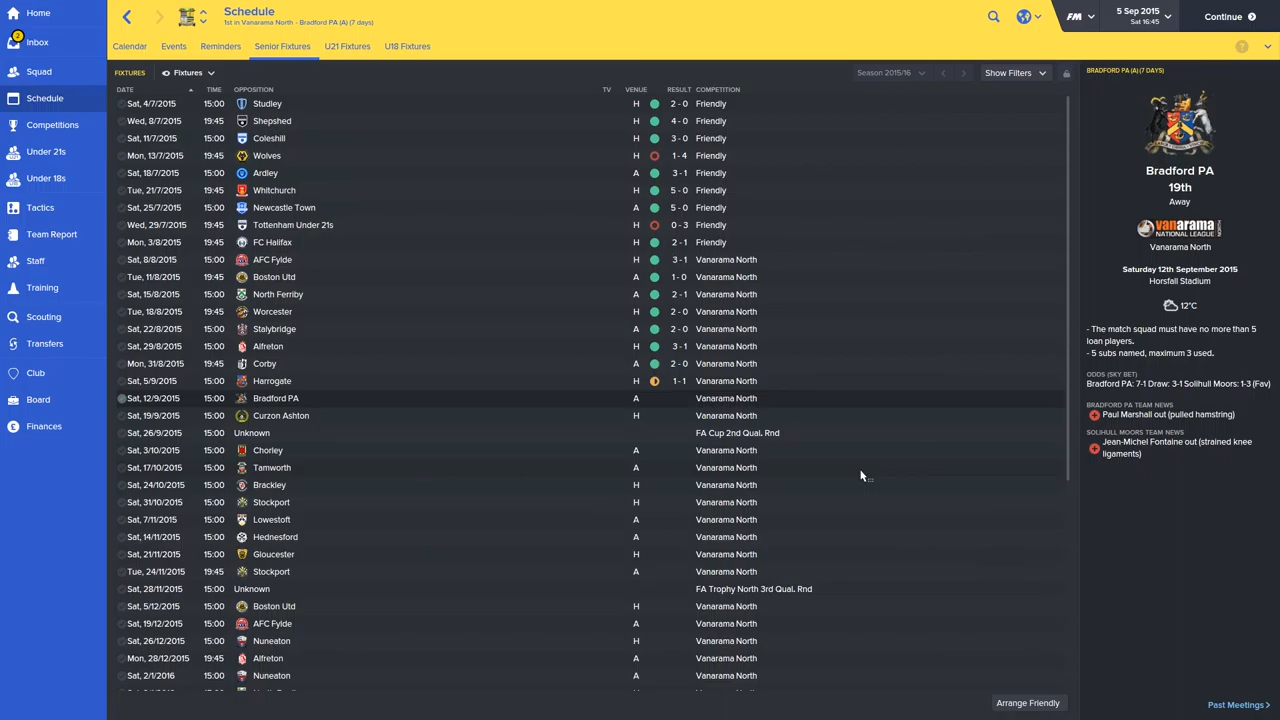 Home
2
Inbox
Squad
Schedule
Competitions
Under 21s
Under 18s
Tactics
Team Report
Staff
Training
Scouting
Transfers
Club
Board
Finances
Schedule
1st in Vanarama North - Bradford PA (A) (7 days)
FM
5 Sep 2015
Sat 16:45
Continue
Calendar Events Reminders Senior Fixtures U21 Fixtures U18 Fixtures
?
FIXTURES Fixtures Season 2015/16 Show Filters
DATE TIME OPPOSITION TV VENUE RESULT COMPETITION
Sat, 4/7/2015 15:00 Studley H 2 - 0 Friendly
Wed, 8/7/2015 19:45 Shepshed H 4 - 0 Friendly
Sat, 11/7/2015 15:00 Coleshill H 3 - 0 Friendly
Mon, 13/7/2015 19:45 Wolves H 1 - 4 Friendly
Sat, 18/7/2015 15:00 Ardley A 3 - 1 Friendly
Tue, 21/7/2015 19:45 Whitchurch H 5 - 0 Friendly
Sat, 25/7/2015 15:00 Newcastle Town A 5 - 0 Friendly
Wed, 29/7/2015 19:45 Tottenham Under 21s H 0 - 3 Friendly
Mon, 3/8/2015 19:45 FC Halifax H 2 - 1 Friendly
Sat, 8/8/2015 15:00 AFC Fylde H 3 - 1 Vanarama North
Tue, 11/8/2015 19:45 Boston Utd A 1 - 0 Vanarama North
Sat, 15/8/2015 15:00 North Ferriby A 2 - 1 Vanarama North
Tue, 18/8/2015 19:45 Worcester H 2 - 0 Vanarama North
Sat, 22/8/2015 15:00 Stalybridge A 2 - 0 Vanarama North
Sat, 29/8/2015 15:00 Alfreton H 3 - 1 Vanarama North
Mon, 31/8/2015 19:45 Corby A 2 - 0 Vanarama North
Sat, 5/9/2015 15:00 Harrogate H 1 - 1 Vanarama North
Sat, 12/9/2015 15:00 Bradford PA A Vanarama North
Sat, 19/9/2015 15:00 Curzon Ashton H Vanarama North
Sat, 26/9/2015 15:00 Unknown FA Cup 2nd Qual. Rnd
Sat, 3/10/2015 15:00 Chorley A Vanarama North
Sat, 17/10/2015 15:00 Tamworth A Vanarama North
Sat, 24/10/2015 15:00 Brackley H Vanarama North
Sat, 31/10/2015 15:00 Stockport H Vanarama North
Sat, 7/11/2015 15:00 Lowestoft A Vanarama North
Sat, 14/11/2015 15:00 Hednesford A Vanarama North
Sat, 21/11/2015 15:00 Gloucester H Vanarama North
Tue, 24/11/2015 19:45 Stockport A Vanarama North
Sat, 28/11/2015 15:00 Unknown FA Trophy North 3rd Qual. Rnd
Sat, 5/12/2015 15:00 Boston Utd H Vanarama North
Sat, 19/12/2015 15:00 AFC Fylde A Vanarama North
Sat, 26/12/2015 15:00 Nuneaton H Vanarama North
Mon, 28/12/2015 19:45 Alfreton A Vanarama North
Sat, 2/1/2016 15:00 Nuneaton A Vanarama North
Arrange Friendly
BRADFORD PA (A) (7 DAYS)
Bradford PA
19th
Away
vanarama
NATIONAL LEAGUE
Vanarama North
Saturday 12th September 2015
Horsfall Stadium
12°C
- The match squad must have no more than 5
loan players.
- 5 subs named, maximum 3 used.
ODDS (SKY BET)
Bradford PA: 7-1 Draw: 3-1 Solihull Moors: 1-3 (Fav)
BRADFORD PA TEAM NEWS
Paul Marshall out (pulled hamstring)
SOLIHULL MOORS TEAM NEWS
Jean-Michel Fontaine out (strained knee
ligaments)
Past Meetings >